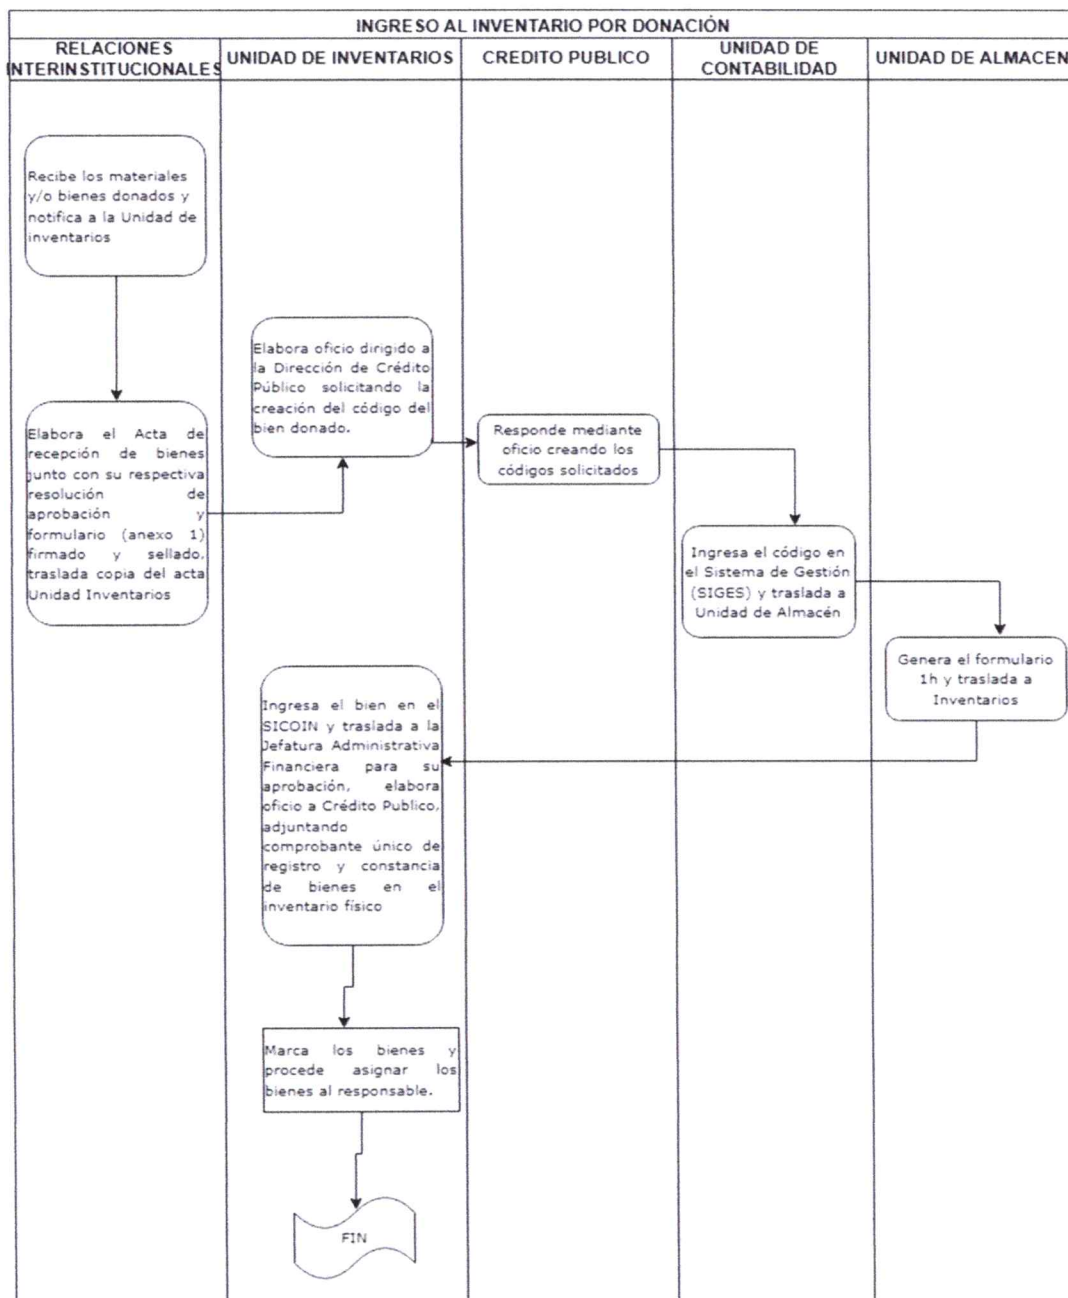 INGRESO AL INVENTARIO POR DONACIÓN
RELACIONES
INTERINSTITUCIONALES
UNIDAD DE INVENTARIOS
CREDITO PUBLICO
UNIDAD DE
CONTABILIDAD
UNIDAD DE ALMACEN
Recibe los materiales
y/o bienes donados y
notifica a la Unidad de
inventarios
Elabora el Acta de
recepción de bienes
junto con su respectiva
resolución de
aprobación y
formulario (anexo 1)
firmado y sellado,
traslada copia del acta
Unidad Inventarios
Elabora oficio dirigido a
la Dirección de Crédito
Público solicitando la
creación del código del
bien donado.
Responde mediante
oficio creando los
códigos solicitados
Ingresa el código en
el Sistema de Gestión
(SIGES) y traslada a
Unidad de Almacén
Genera el formulario
1h y traslada a
Inventarios
Ingresa el bien en el
SICOIN y traslada a la
Jefatura Administrativa
Financiera para su
aprobación, elabora
oficio a Crédito Publico,
adjuntando
comprobante único de
registro y constancia
de bienes en el
inventario físico
Marca los bienes y
procede asignar los
bienes al responsable.
FIN